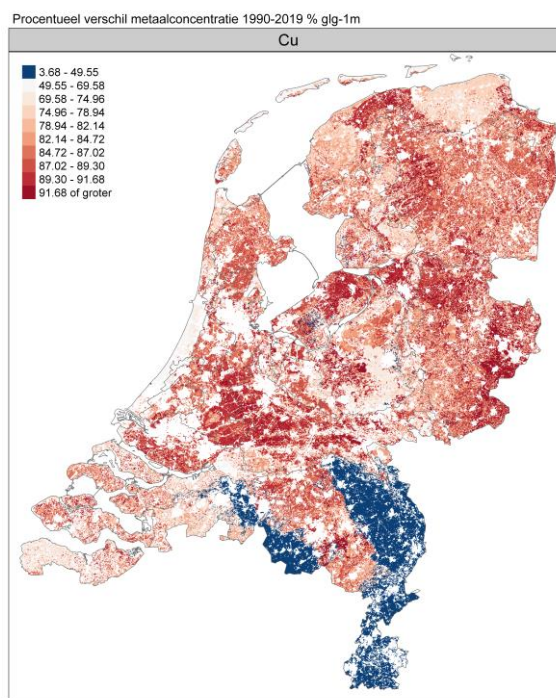 Procentueel verschil metaalconcentratie 1990-2019 % glg-1m
Cu
3.68 - 49.55
49.55 - 69.58
69.58 - 74.96
74.96 - 78.94
78.94 - 82.14
82.14 - 84.72
84.72 - 87.02
87.02 - 89.30
89.30 - 91.68
91.68 of groter